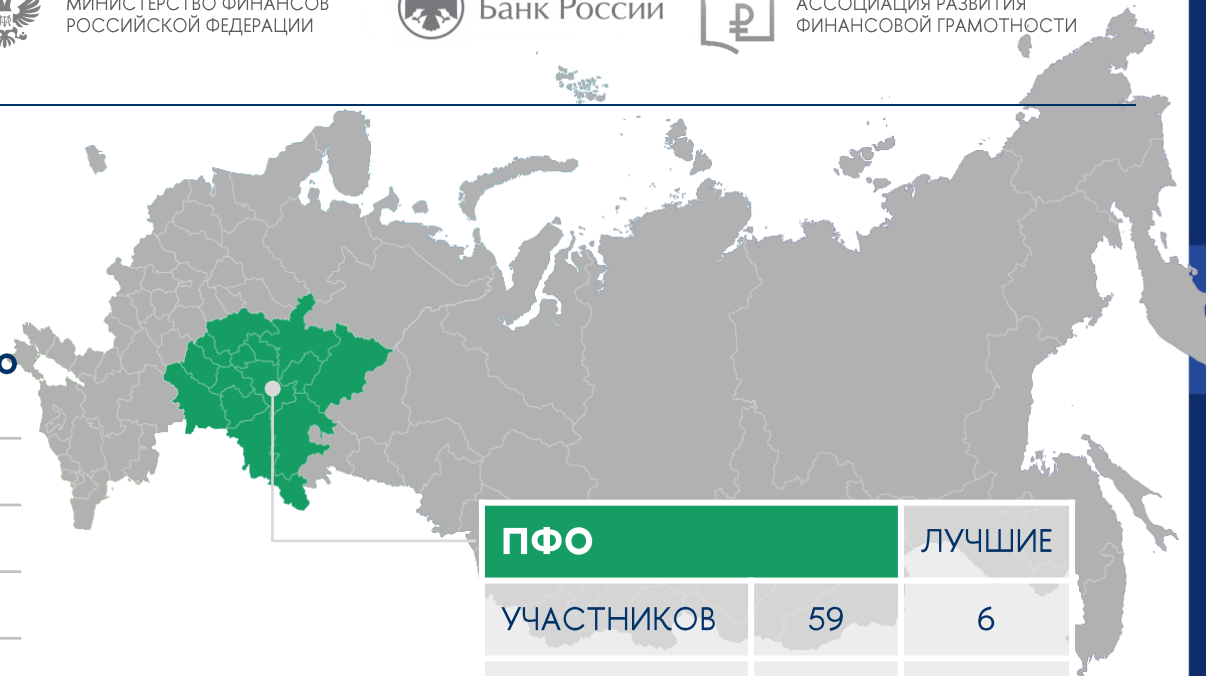 МИНИСТЕРСТВО ФИНАНСОВ
РОССИЙСКОЙ ФЕДЕРАЦИИ
Банк России
АССОЦИАЦИЯ РАЗВИТИЯ
ФИНАНСОВОЙ ГРАМОТНОСТИ
ПФО ЛУЧШИЕ
УЧАСТНИКОВ 59 6